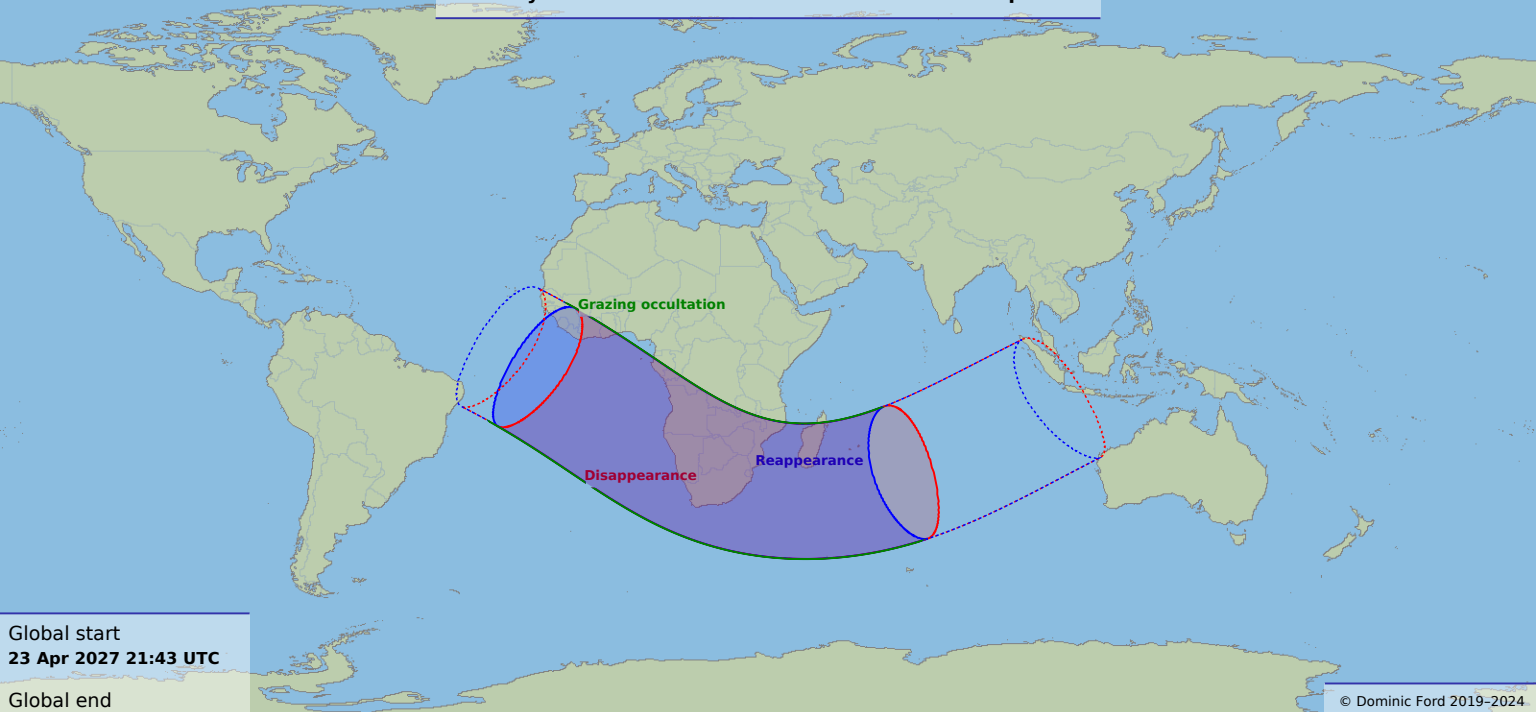 Grazing occultation
Reappearance
Disappearance
Global start
23 Apr 2027 21:43 UTC
Global end
© Dominic Ford 2019–2024